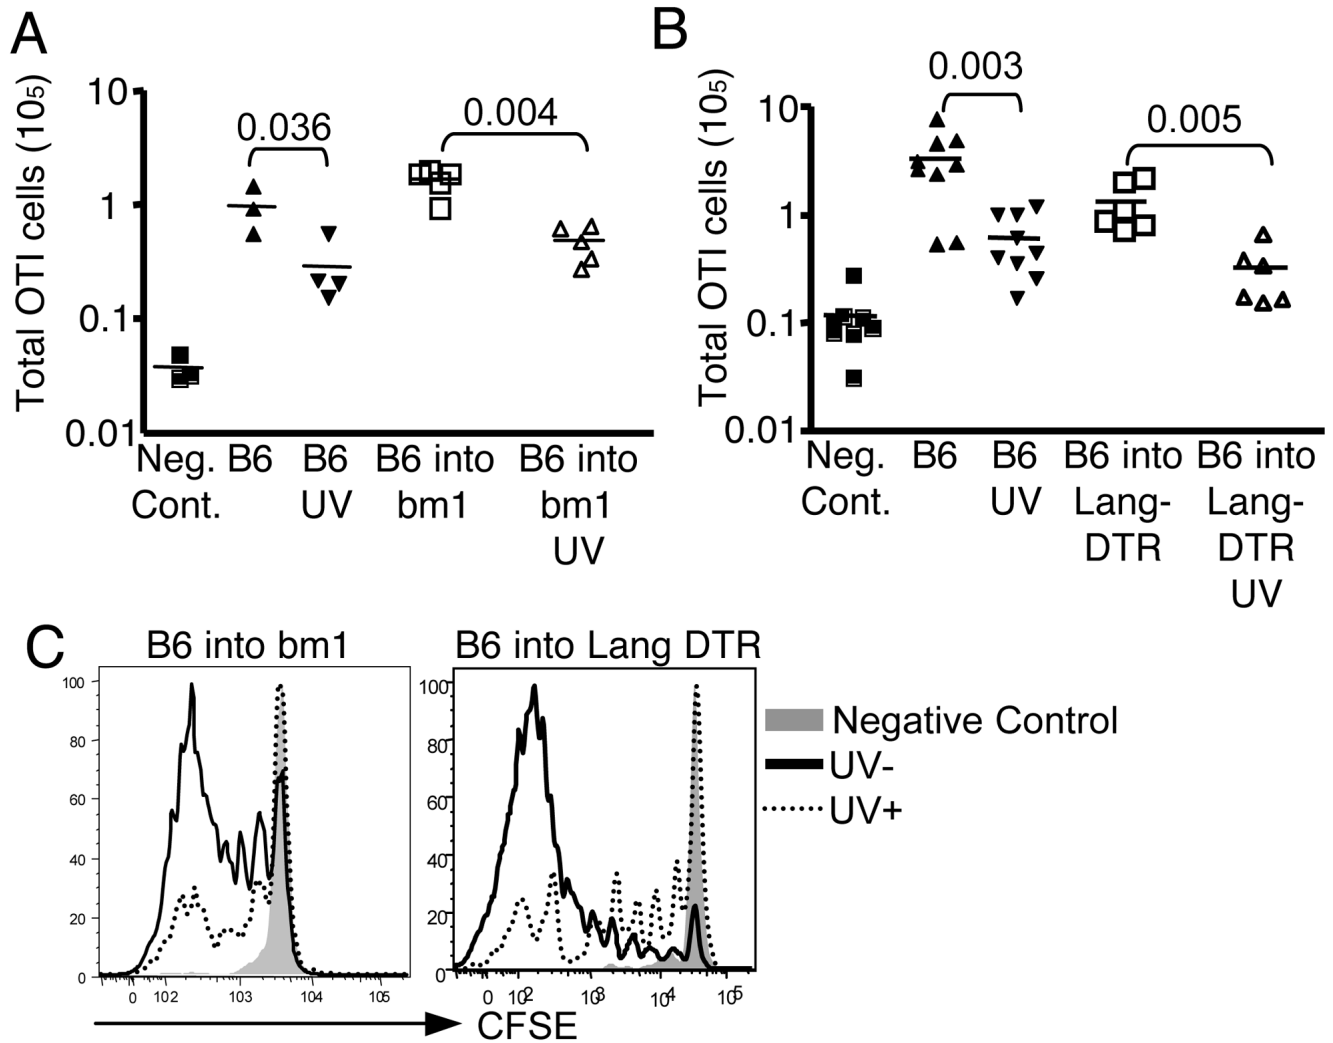 A
Total OTI cells (10₅)
10
1
0.1
0.01
0.036
0.004
Neg. B6 B6 B6 into B6 into
Cont. UV bm1 bm1
UV
B
Total OTI cells (10₅)
10
1
0.1
0.01
0.003
0.005
Neg. B6 B6 B6 into B6 into
Cont. UV Lang- Lang-
DTR DTR
UV
C
B6 into bm1
100
80
60
40
20
0
0 102 103 104 105
B6 into Lang DTR
100
80
60
40
20
0
0 10² 10³ 10⁴ 10⁵
CFSE
Negative Control
UV-
UV+